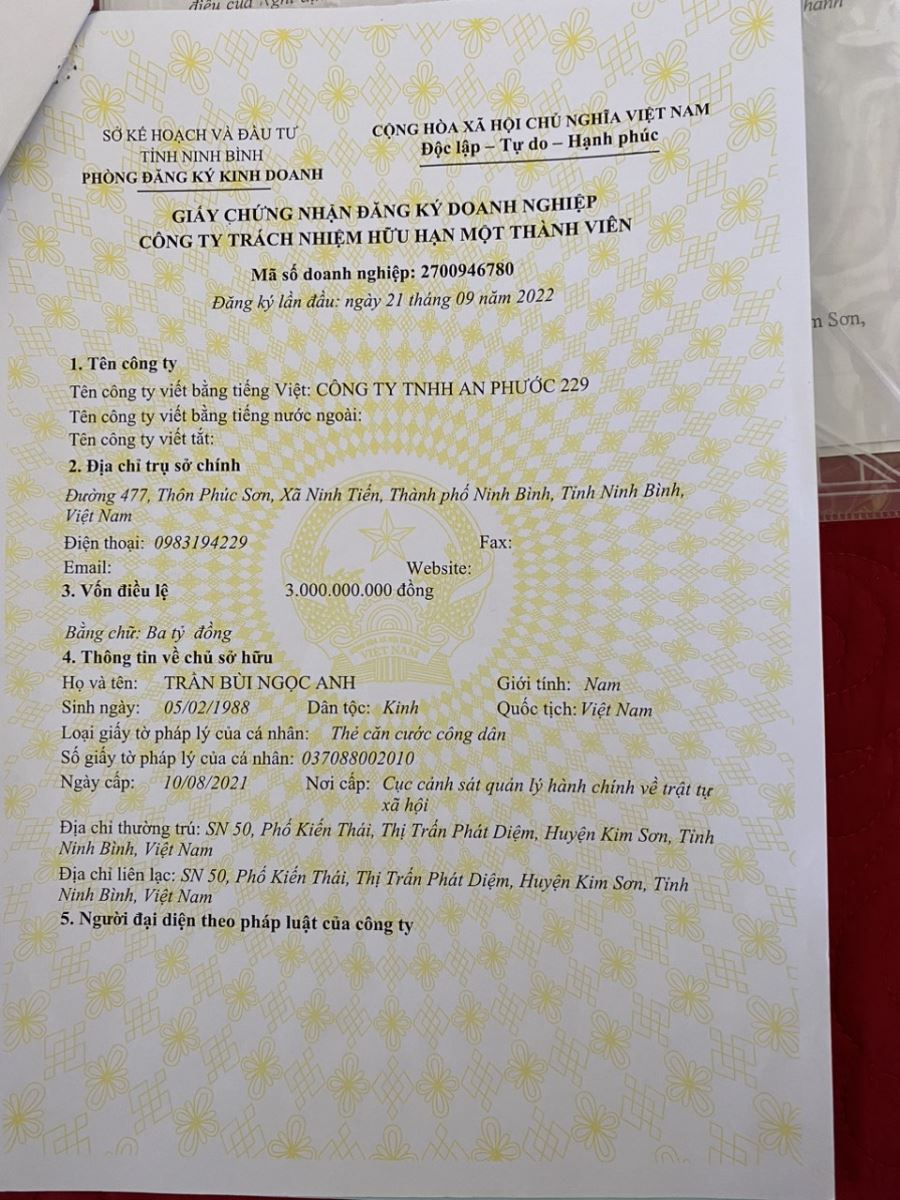 điều của Nghị
hành
SỞ KẾ HOẠCH VÀ ĐẦU TƯ
TỈNH NINH BÌNH
PHÒNG ĐĂNG KÝ KINH DOANH
CỘNG HÒA XÃ HỘI CHỦ NGHĨA VIỆT NAM
Độc lập – Tự do – Hạnh phúc
GIẤY CHỨNG NHẬN ĐĂNG KÝ DOANH NGHIỆP
CÔNG TY TRÁCH NHIỆM HỮU HẠN MỘT THÀNH VIÊN
Mã số doanh nghiệp: 2700946780
Đăng ký lần đầu: ngày 21 tháng 09 năm 2022
m Sơn,
1. Tên công ty
Tên công ty viết bằng tiếng Việt: CÔNG TY TNHH AN PHƯỚC 229
Tên công ty viết bằng tiếng nước ngoài:
Tên công ty viết tắt:
2. Địa chỉ trụ sở chính
Đường 477, Thôn Phúc Sơn, Xã Ninh Tiến, Thành phố Ninh Bình, Tỉnh Ninh Bình,
Việt Nam
Điện thoại: 0983194229 Fax:
Email: Website:
3. Vốn điều lệ 3.000.000.000 đồng
Bằng chữ: Ba tỷ đồng
4. Thông tin về chủ sở hữu
Họ và tên: TRẦN BÙI NGỌC ANH Giới tính: Nam
Sinh ngày: 05/02/1988 Dân tộc: Kinh Quốc tịch: Việt Nam
Loại giấy tờ pháp lý của cá nhân: Thẻ căn cước công dân
Số giấy tờ pháp lý của cá nhân: 037088002010
Ngày cấp: 10/08/2021 Nơi cấp: Cục cảnh sát quản lý hành chính về trật tự
xã hội
Địa chỉ thường trú: SN 50, Phố Kiến Thái, Thị Trấn Phát Diệm, Huyện Kim Sơn, Tỉnh
Ninh Bình, Việt Nam
Địa chỉ liên lạc: SN 50, Phố Kiến Thái, Thị Trấn Phát Diệm, Huyện Kim Sơn, Tỉnh
Ninh Bình, Việt Nam
5. Người đại diện theo pháp luật của công ty
VIỆT NAM